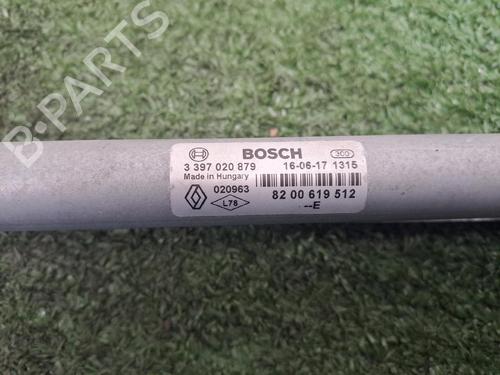 B-PARTS
BOSCH
3CO
3 397 020 879 16-06-17 1315
Made in Hungary
020963
L78
82 00 619 512
--E